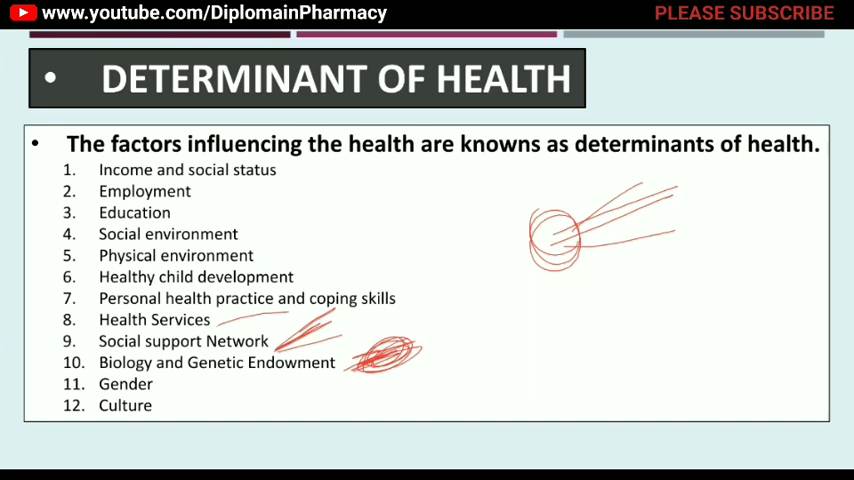 www.youtube.com/DiplomainPharmacy
PLEASE SUBSCRIBE
• DETERMINANT OF HEALTH
• The factors influencing the health are knowns as determinants of health.
1. Income and social status
2. Employment
3. Education
4. Social environment
5. Physical environment
6. Healthy child development
7. Personal health practice and coping skills
8. Health Services
9. Social support Network
10. Biology and Genetic Endowment
11. Gender
12. Culture